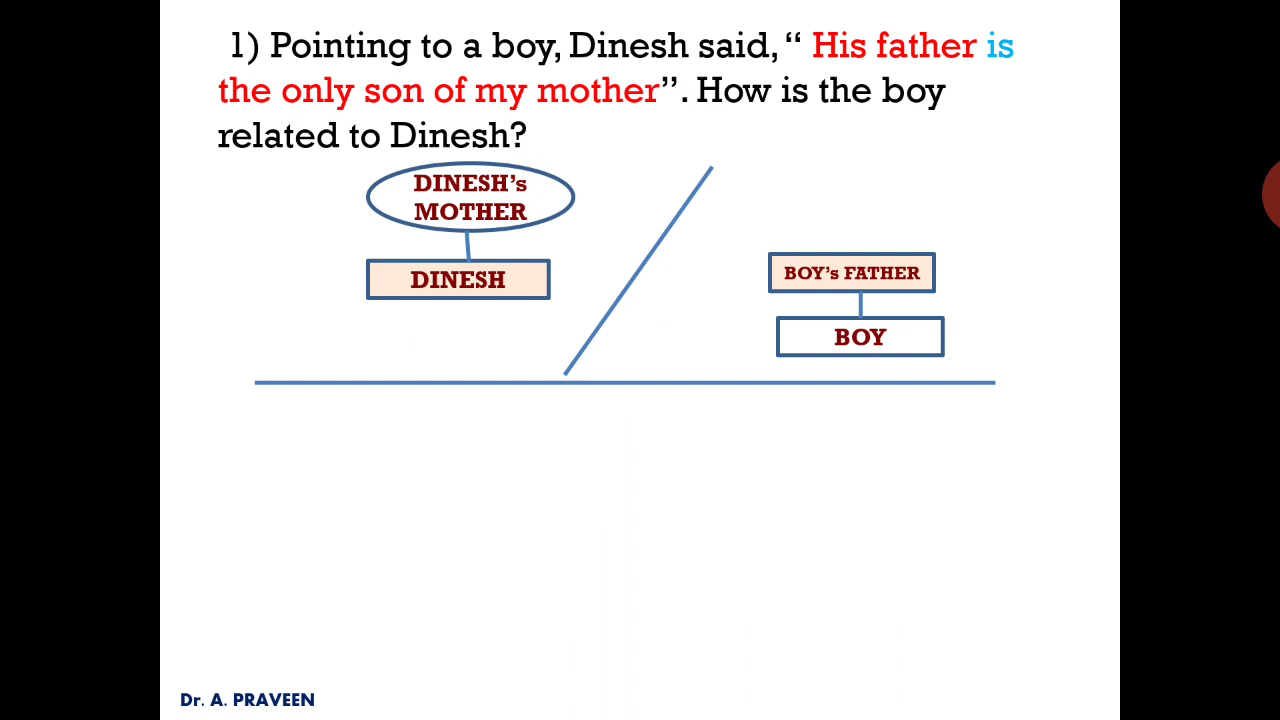 1) Pointing to a boy, Dinesh said, “ His father is
the only son of my mother”. How is the boy
related to Dinesh?
DINESH’s
MOTHER
DINESH
BOY’s FATHER
BOY
Dr. A. PRAVEEN